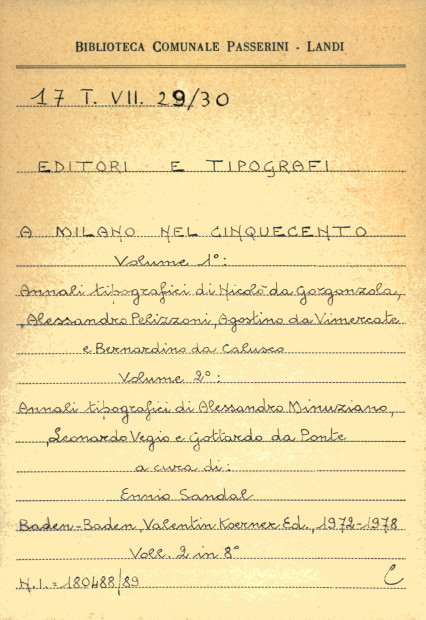 BIBLIOTECA COMUNALE PASSERINI - LANDI
17 T. VII. 29/30
EDITORI E TIPOGRAFI
A MILANO NEL CINQUECENTO
Volume 1°:
Annali tipografici di Nicolò da Gorgonzola,
Alessandro Pelizzoni, Agostino da Vimercate
e Bernardino da Calusco
Volume 2°:
Annali tipografici di Alessandro Minuziano,
Leonardo Vegio e Gottardo da Ponte
a cura di:
Ennio Sandal
Baden-Baden, Valentin Koerner Ed., 1972-1978
Voll. 2 in 8°
N.I. = 180488/89 C